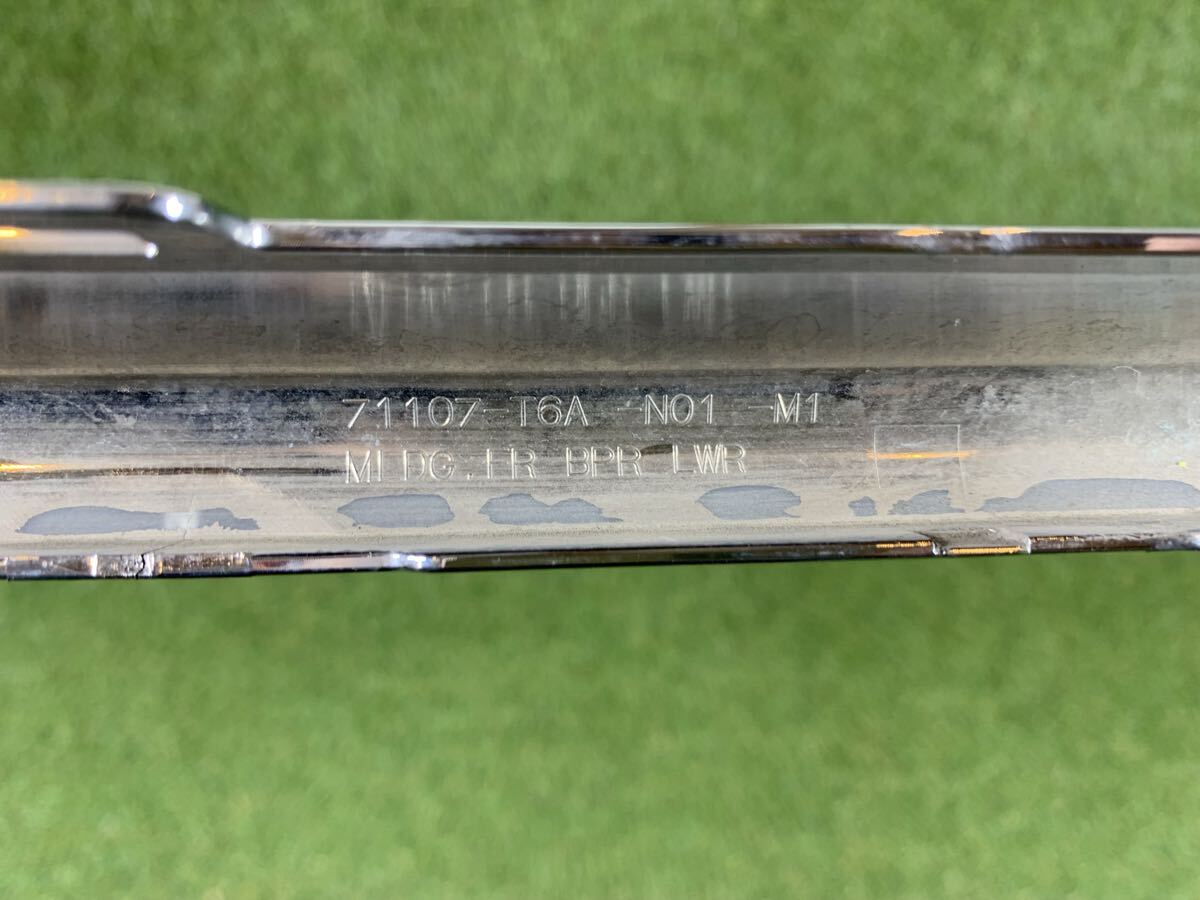 71107-T6A -N01 -M1
MLDG.FR BPR LWR